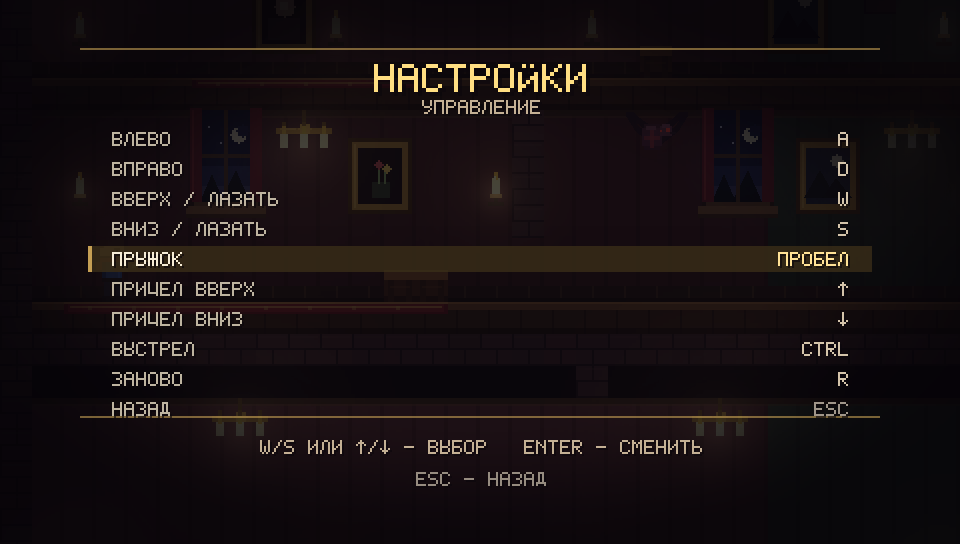 НАСТРОЙКИ
УПРАВЛЕНИЕ
ВЛЕВО A
ВПРАВО D
ВВЕРХ / ЛАЗАТЬ W
ВНИЗ / ЛАЗАТЬ S
ПРЫЖОК ПРОБЕЛ
ПРИЦЕЛ ВВЕРХ ↑
ПРИЦЕЛ ВНИЗ ↓
ВЫСТРЕЛ CTRL
ЗАНОВО R
НАЗАД ESC
W/S ИЛИ ↑/↓ - ВЫБОР ENTER - СМЕНИТЬ
ESC - НАЗАД